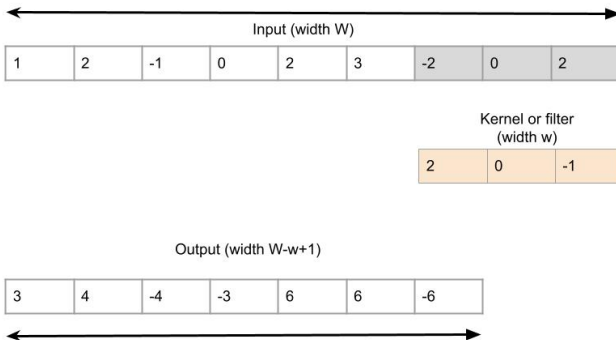 Input (width W)
1 2 -1 0 2 3 -2 0 2
Kernel or filter
(width w)
2 0 -1
Output (width W-w+1)
3 4 -4 -3 6 6 -6